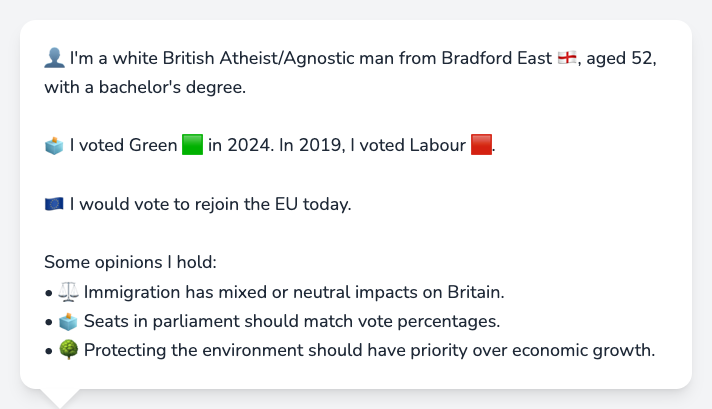 👤 I'm a white British Atheist/Agnostic man from Bradford East 🏴󠁧󠁢󠁥󠁮󠁧󠁿, aged 52,
with a bachelor's degree.
🗳️ I voted Green 🟩 in 2024. In 2019, I voted Labour 🟥.
🇪🇺 I would vote to rejoin the EU today.
Some opinions I hold:
• ⚖️ Immigration has mixed or neutral impacts on Britain.
• 🗳️ Seats in parliament should match vote percentages.
• 🌳 Protecting the environment should have priority over economic growth.